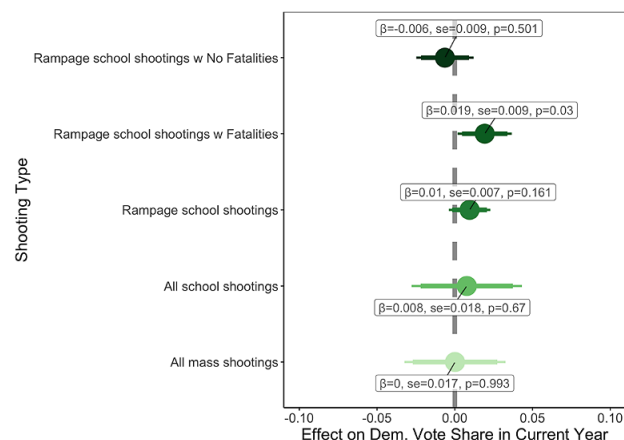 β=-0.006, se=0.009, p=0.501
Rampage school shootings w No Fatalities
β=0.019, se=0.009, p=0.03
Rampage school shootings w Fatalities
β=0.01, se=0.007, p=0.161
Rampage school shootings
All school shootings
β=0.008, se=0.018, p=0.67
All mass shootings
β=0, se=0.017, p=0.993
Shooting Type
-0.10 -0.05 0.00 0.05 0.10
Effect on Dem. Vote Share in Current Year